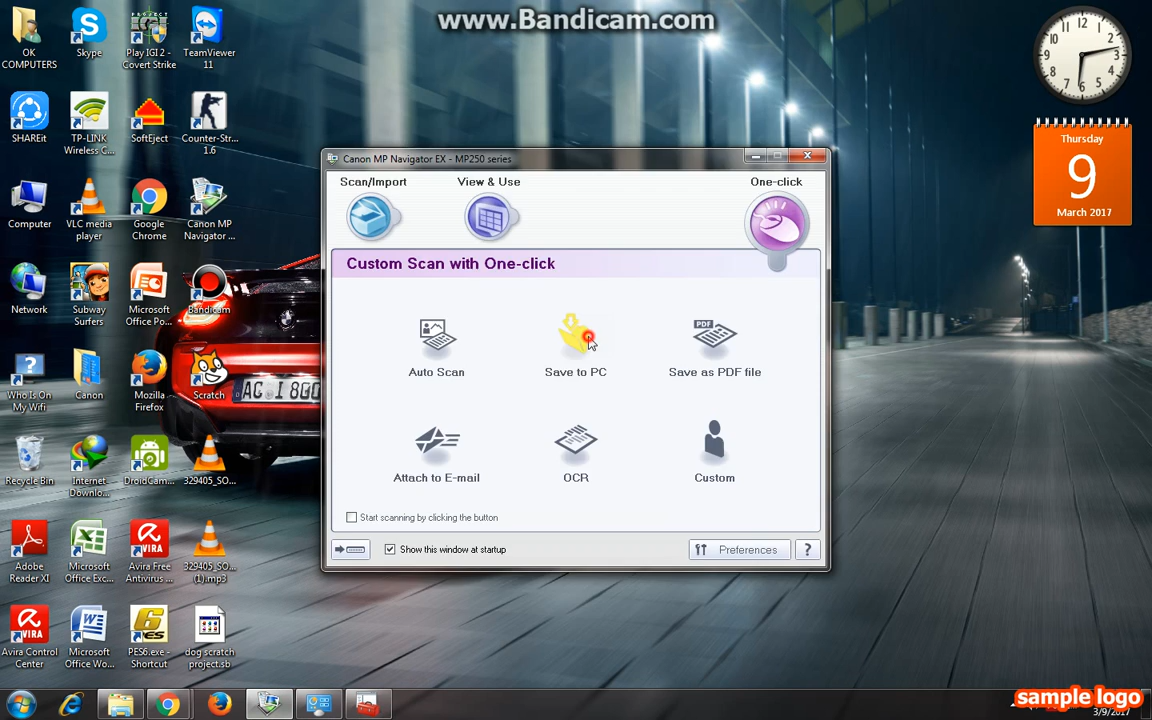 www.Bandicam.com
OK
COMPUTERS
Skype
PROJECT
IGI
Play IGI 2 -
Covert Strike
TeamViewer
11
SHAREit
TP-LINK
Wireless C...
SoftEject
Counter-Str...
1.6
Computer
VLC media
player
Google
Chrome
Canon MP
Navigator ...
Network
Subway
Surfers
Microsoft
Office Po...
Bandicam
Who Is On
My Wifi
Canon
Mozilla
Firefox
Scratch
Recycle Bin
Internet
Downlo...
DroidCam...
329405_SO...
Adobe
Reader XI
Microsoft
Office Exc...
Avira Free
Antivirus ...
329405_SO...
(1).mp3
Avira Control
Center
Microsoft
Office Wo...
PES6.exe -
Shortcut
dog scratch
project.sb
Canon MP Navigator EX - MP250 series
Scan/Import
View & Use
One-click
Custom Scan with One-click
Auto Scan
Save to PC
PDF
Save as PDF file
Attach to E-mail
OCR
Custom
Start scanning by clicking the button
Show this window at startup
Preferences
?
Thursday
9
March 2017
sample logo
3/9/2017